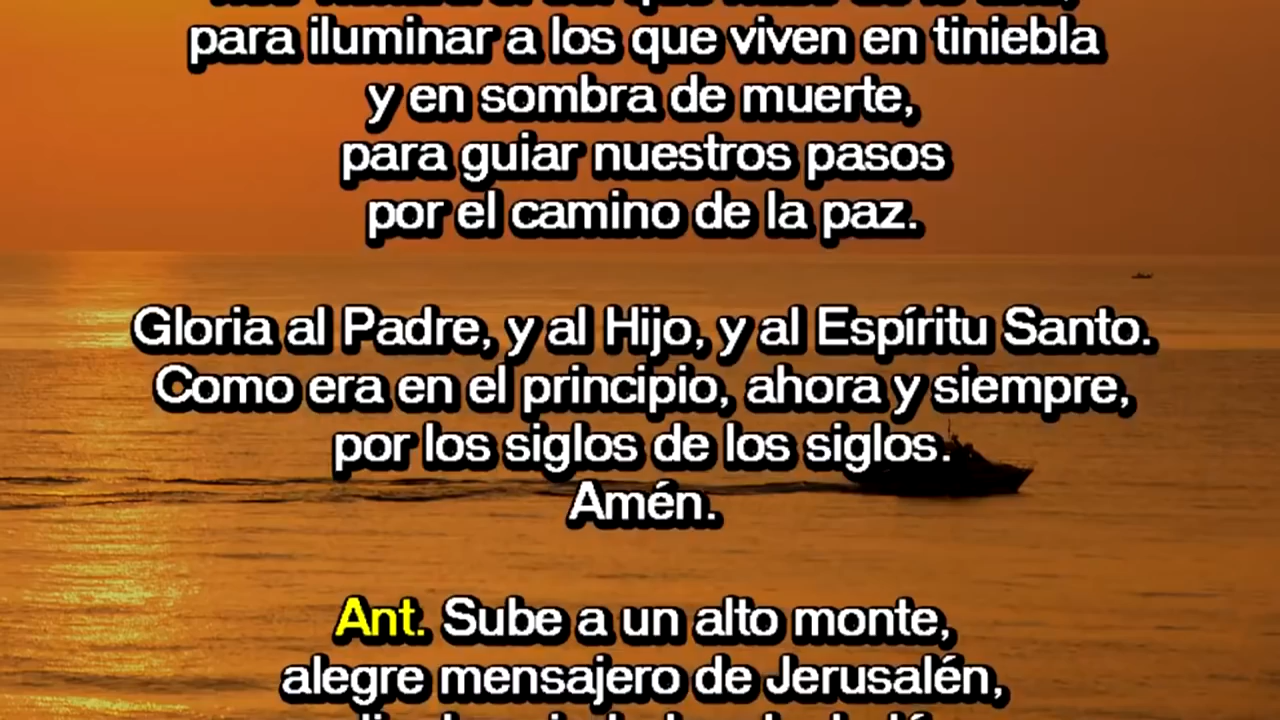 para iluminar a los que viven en tiniebla
y en sombra de muerte,
para guiar nuestros pasos
por el camino de la paz.
Gloria al Padre, y al Hijo, y al Espíritu Santo.
Como era en el principio, ahora y siempre,
por los siglos de los siglos.
Amén.
Ant. Sube a un alto monte,
alegre mensajero de Jerusalén,